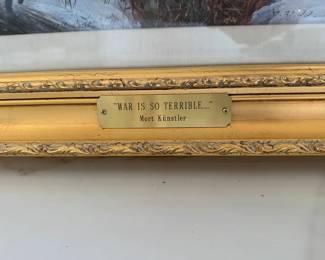 "WAR IS SO TERRIBLE..."
Mort Künstler